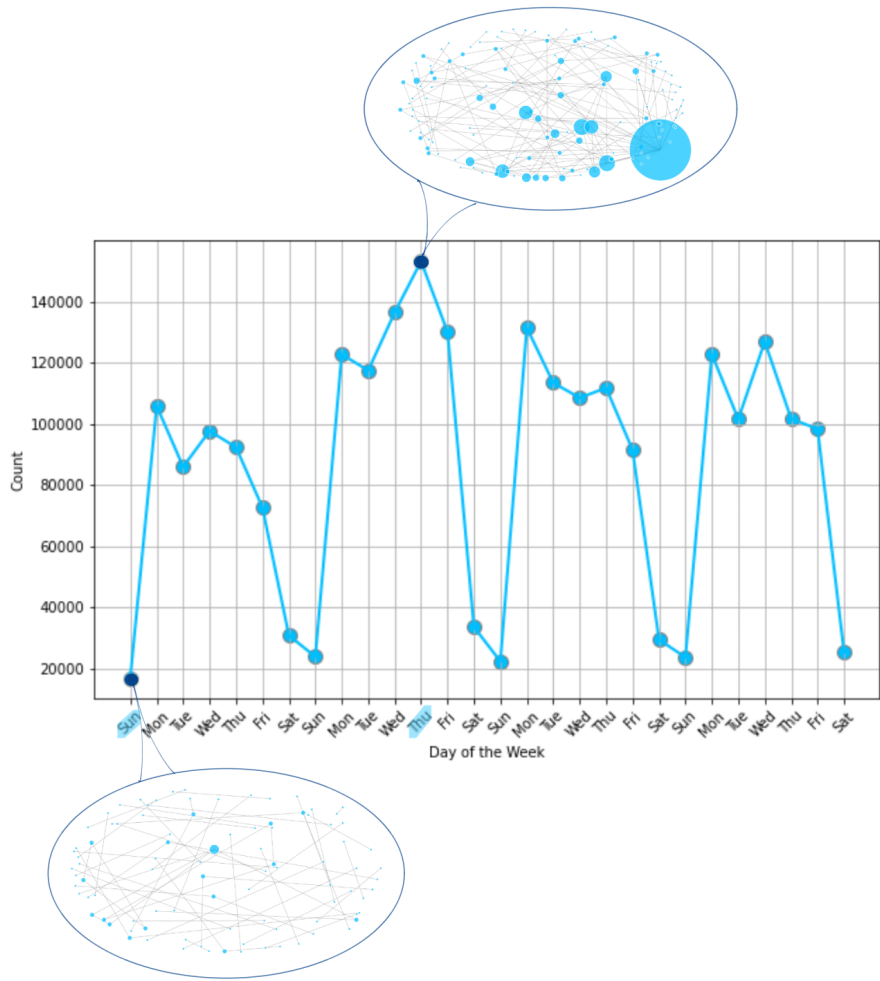 140000
120000
100000
80000
60000
40000
20000
Count
Sun Mon Tue Wed Thu Fri Sat Sun Mon Tue Wed Thu Fri Sat Sun Mon Tue Wed Thu Fri Sat Sun Mon Tue Wed Thu Fri Sat
Day of the Week